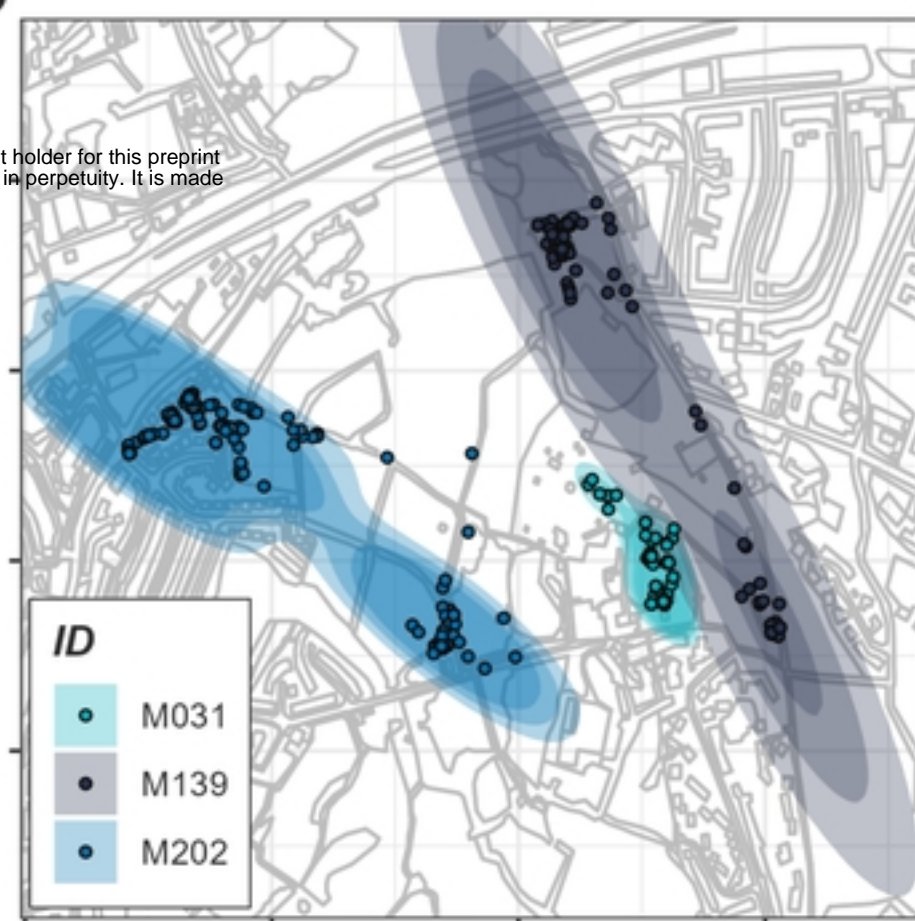 t holder for this preprint
in perpetuity. It is made
ID
M031
M139
M202